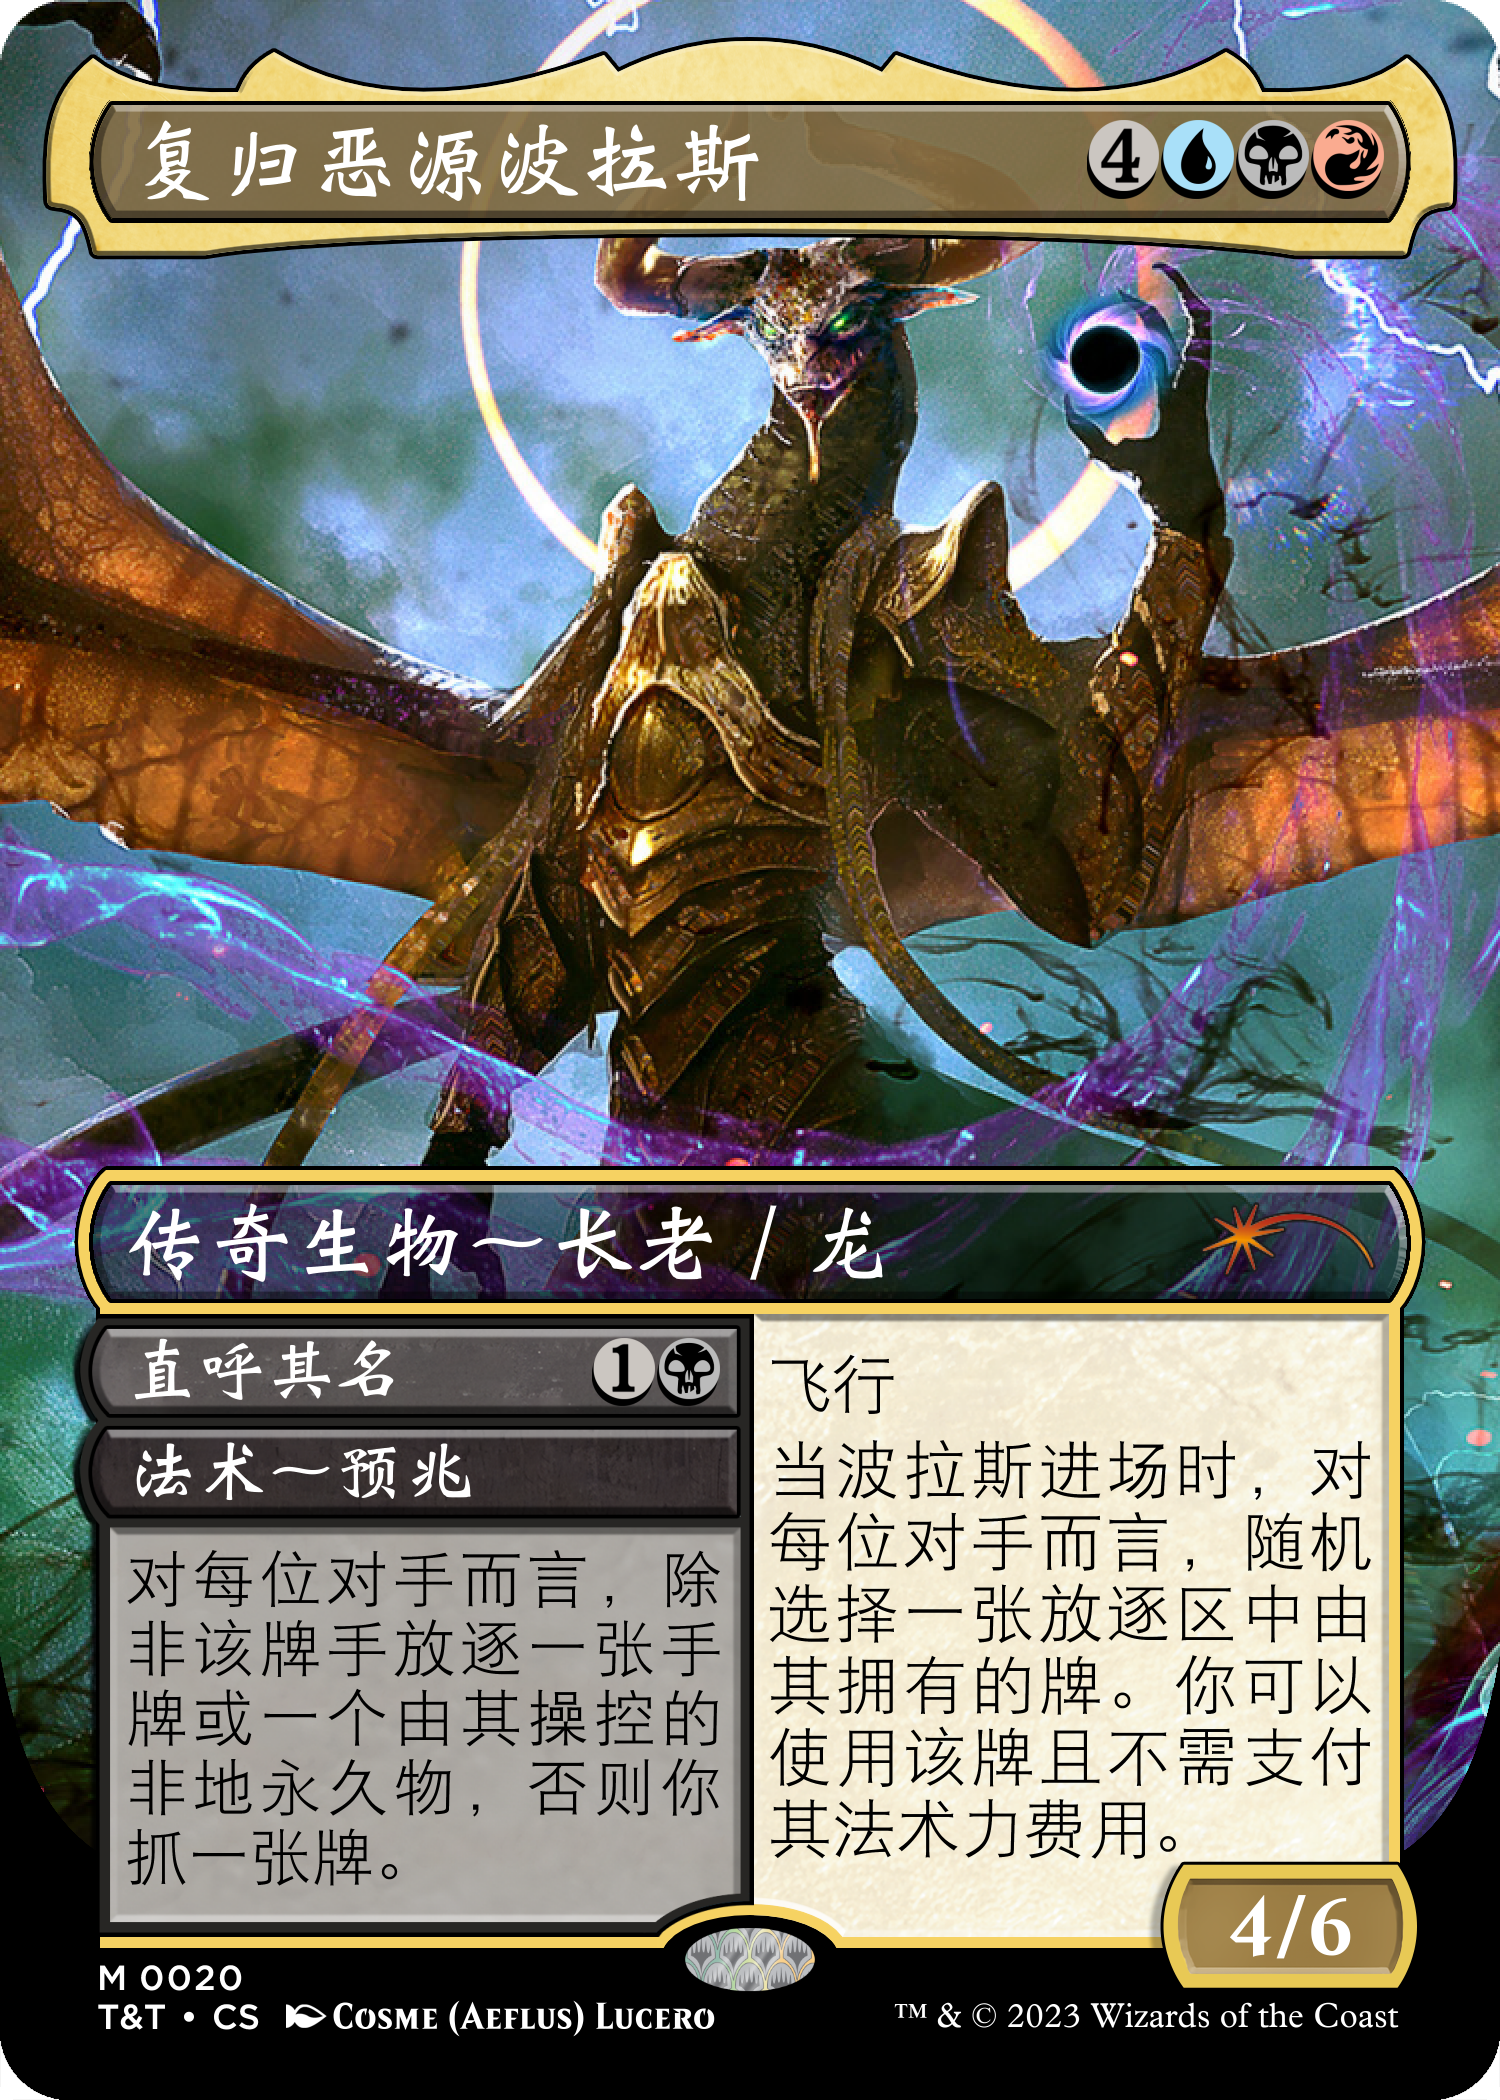 复归恶源波拉斯 4
传奇生物～长老 / 龙
直呼其名 1
法术～预兆
对每位对手而言，除
非该牌手放逐一张手
牌或一个由其操控的
非地永久物，否则你
抓一张牌。
飞行
当波拉斯进场时，对
每位对手而言，随机
选择一张放逐区中由
其拥有的牌。你可以
使用该牌且不需支付
其法术力费用。
4/6
M 0020
T&T • CS Cosme (Aeflus) Lucero
™ & © 2023 Wizards of the Coast